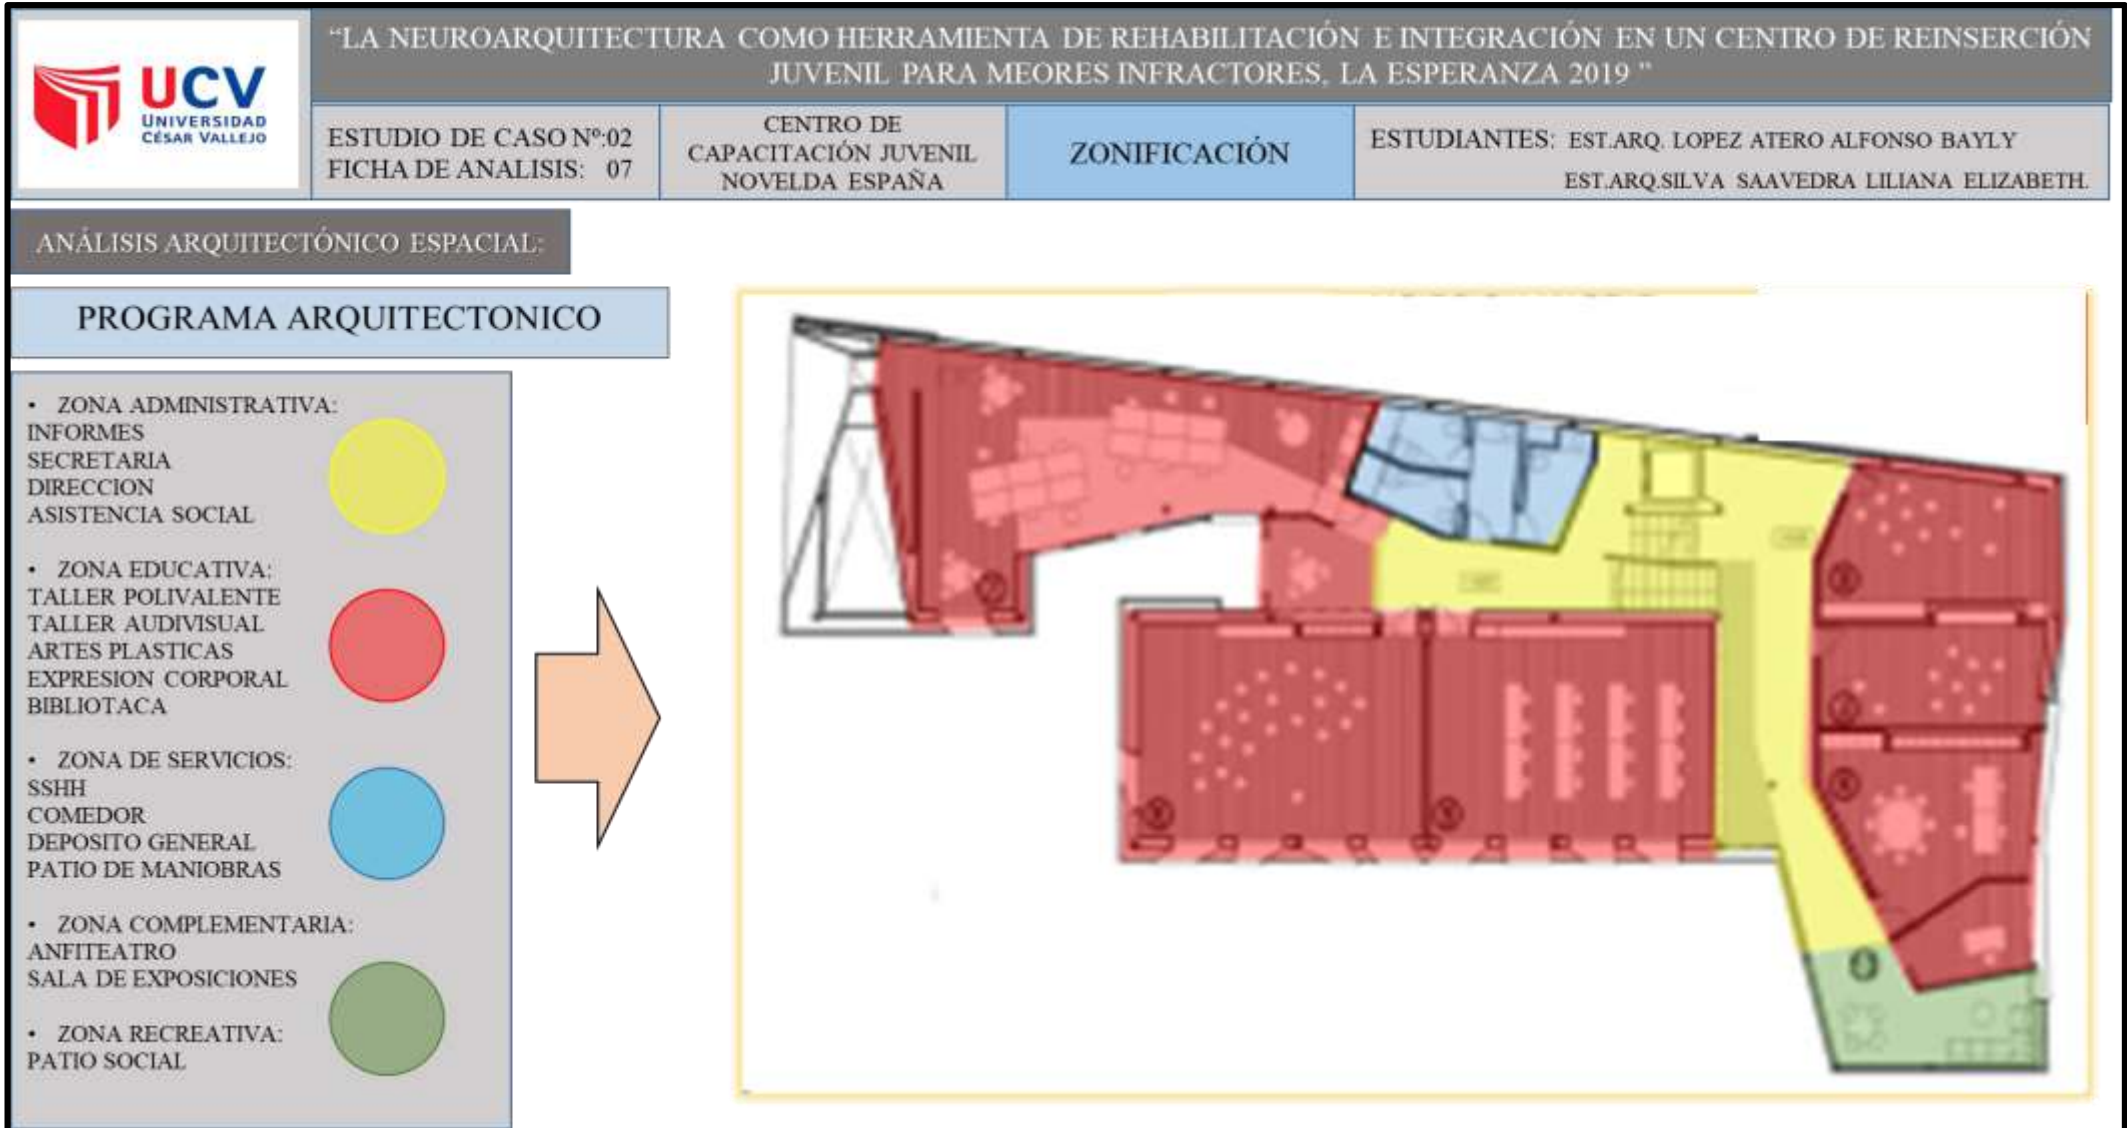 UCV
UNIVERSIDAD
CÉSAR VALLEJO
“LA NEUROARQUITECTURA COMO HERRAMIENTA DE REHABILITACIÓN E INTEGRACIÓN EN UN CENTRO DE REINSERCIÓN
JUVENIL PARA MEORES INFRACTORES, LA ESPERANZA 2019 ”
ESTUDIO DE CASO Nº:02
FICHA DE ANALISIS: 07
CENTRO DE
CAPACITACIÓN JUVENIL
NOVELDA ESPAÑA
ZONIFICACIÓN
ESTUDIANTES: EST.ARQ. LOPEZ ATERO ALFONSO BAYLY
EST.ARQ.SILVA SAAVEDRA LILIANA ELIZABETH.
ANÁLISIS ARQUITECTÓNICO ESPACIAL:
PROGRAMA ARQUITECTONICO
• ZONA ADMINISTRATIVA:
INFORMES
SECRETARIA
DIRECCION
ASISTENCIA SOCIAL
• ZONA EDUCATIVA:
TALLER POLIVALENTE
TALLER AUDIVISUAL
ARTES PLASTICAS
EXPRESION CORPORAL
BIBLIOTACA
• ZONA DE SERVICIOS:
SSHH
COMEDOR
DEPOSITO GENERAL
PATIO DE MANIOBRAS
• ZONA COMPLEMENTARIA:
ANFITEATRO
SALA DE EXPOSICIONES
• ZONA RECREATIVA:
PATIO SOCIAL